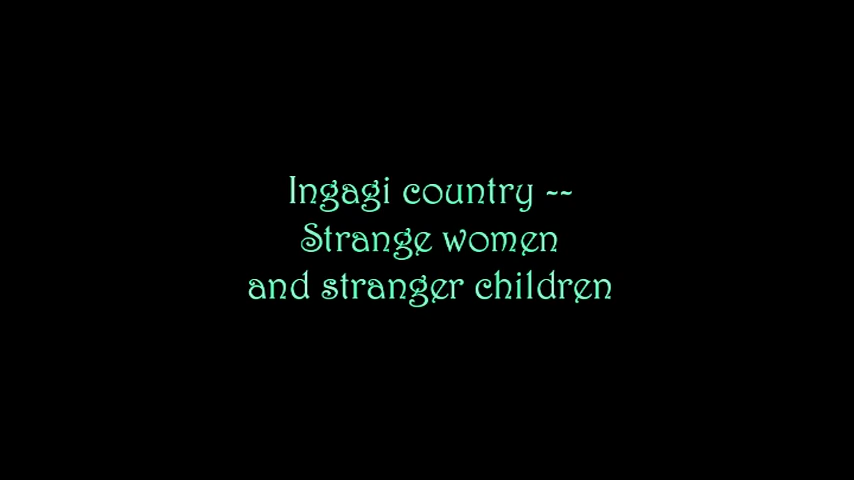 Ingagi country --
Strange women
and stranger children